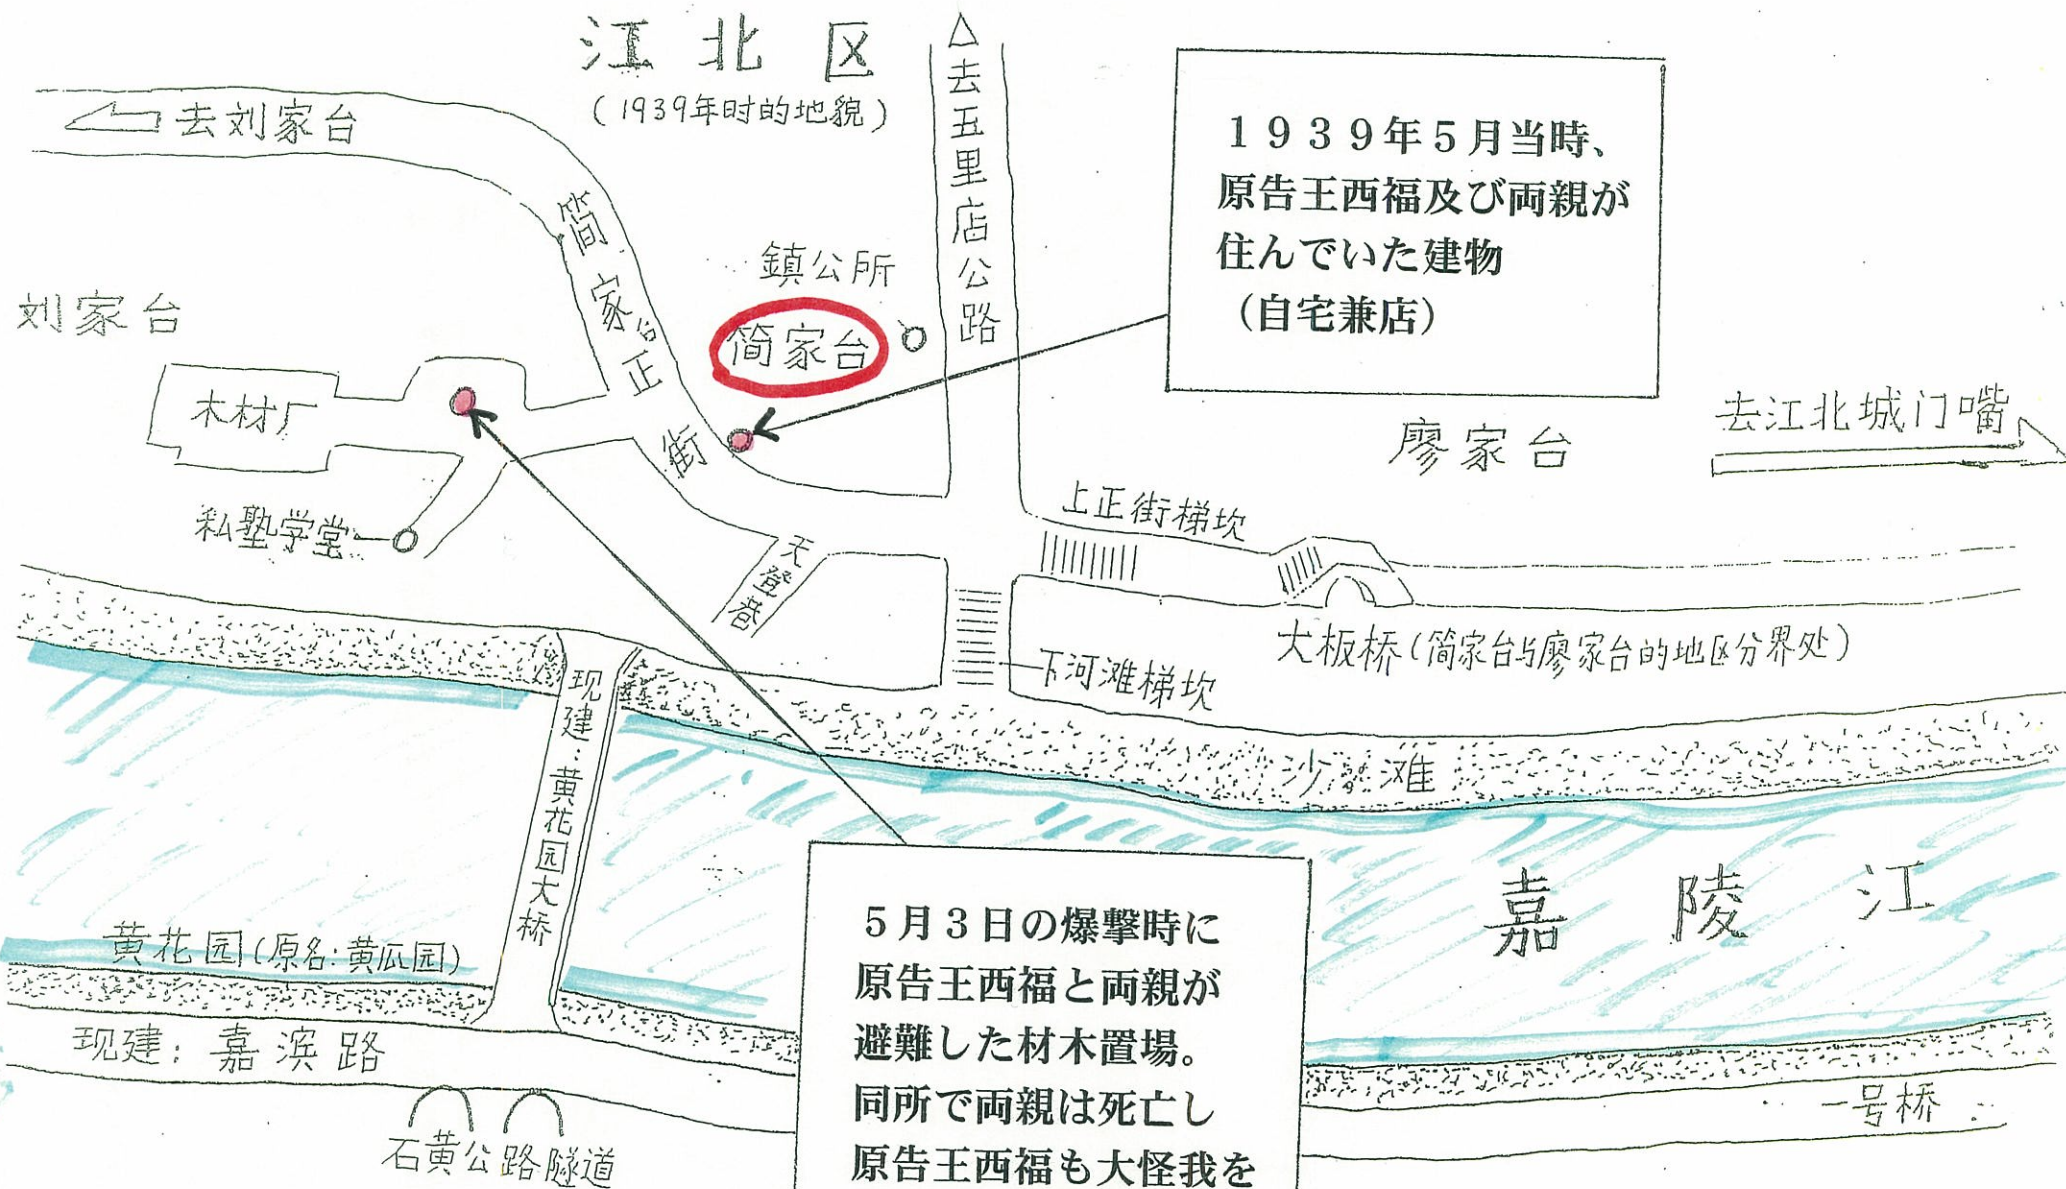 江北区
(1939年时的地貌)
去刘家台
去五里店公路
1939年5月当時、
原告王西福及び両親が
住んでいた建物
(自宅兼店)
简家台正街
鎮公所
简家台
刘家台
木材厂
私塾学堂
廖家台
去江北城门嘴
上正街梯坎
天登巷
大板桥(简家台与廖家台的地区分界处)
下河滩梯坎
沙滩
现建:黄花园大桥
嘉陵江
黄花园(原名:黄瓜园)
现建:嘉滨路
石黄公路隧道
一号桥
5月3日の爆撃時に
原告王西福と両親が
避難した材木置場。
同所で両親は死亡し
原告王西福も大怪我を